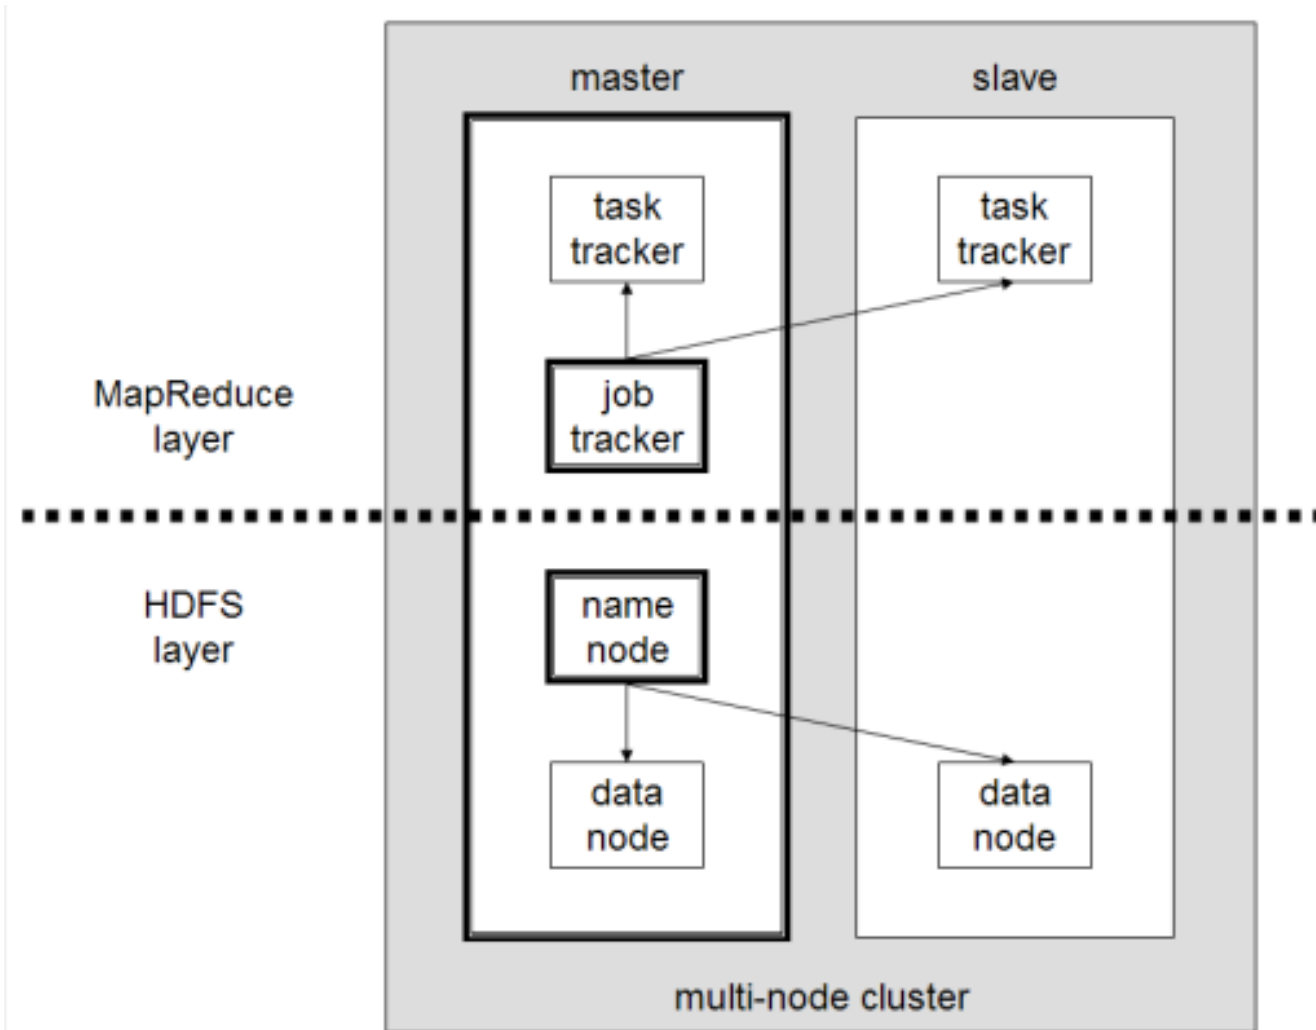 master
slave
task
tracker
task
tracker
MapReduce
layer
job
tracker
HDFS
layer
name
node
data
node
data
node
multi-node cluster